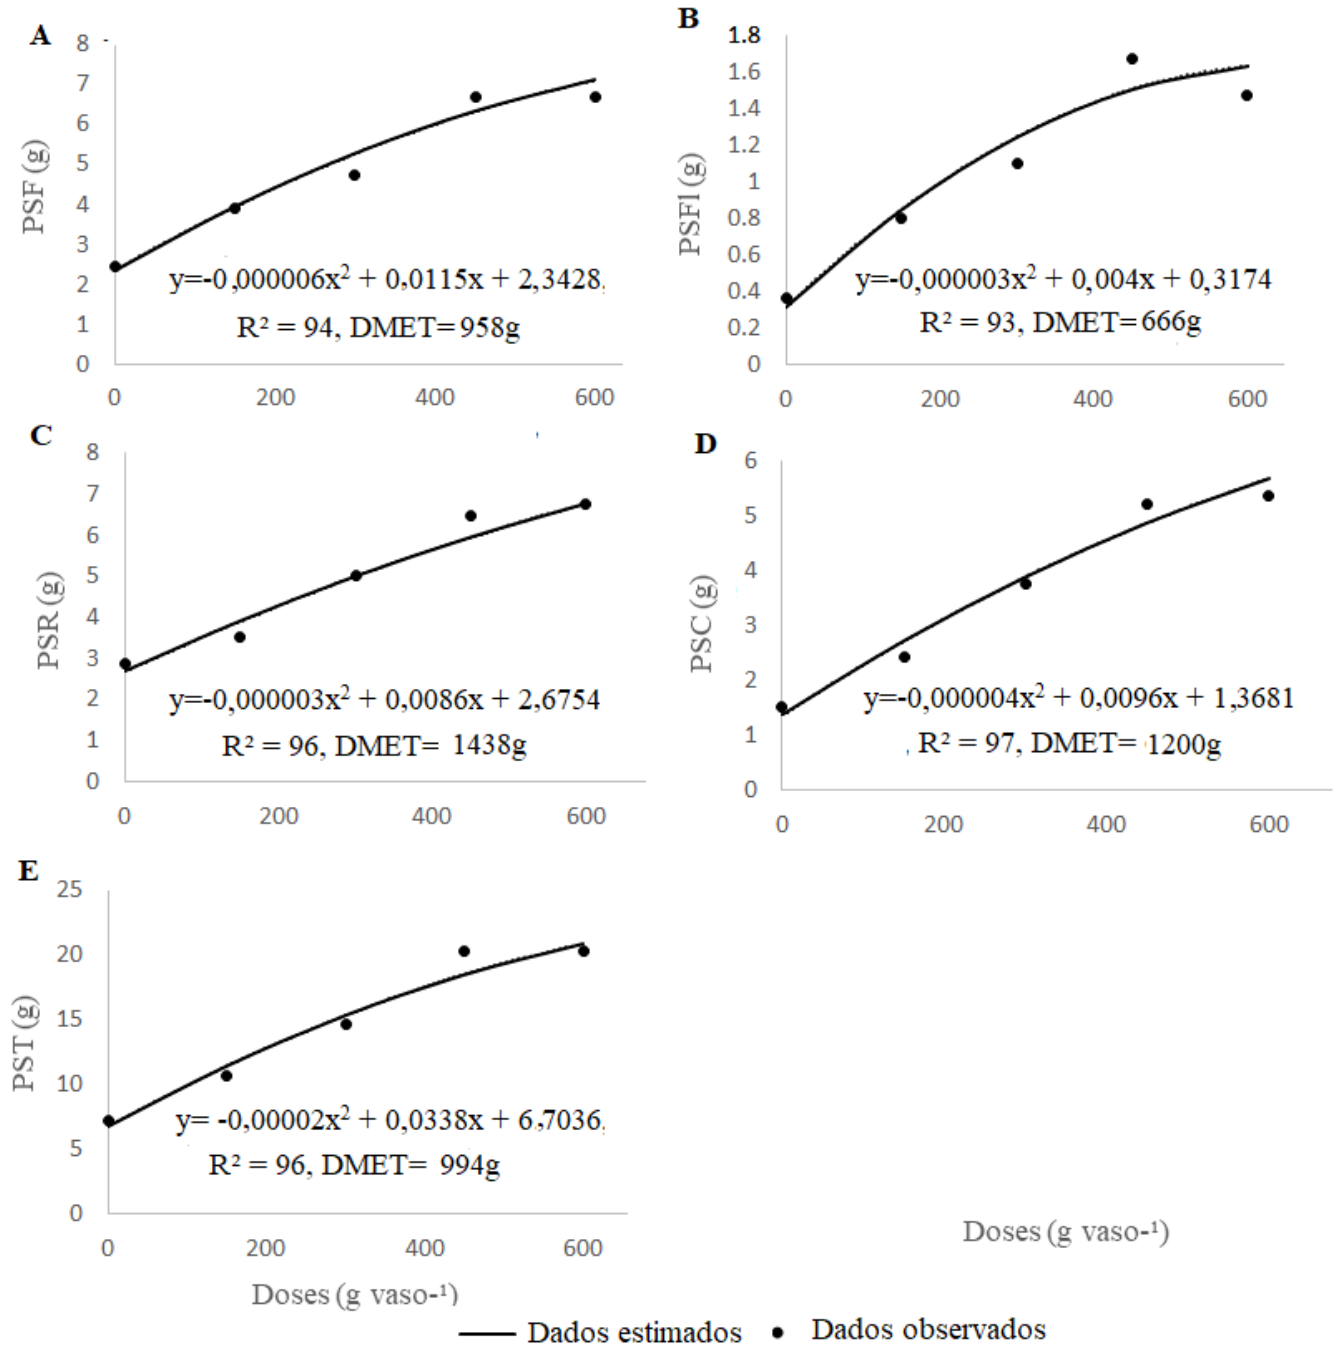 A
8
7
6
5
4
3
2
1
0
PSF (g)
y=-0,000006x² + 0,0115x + 2,3428,
R² = 94, DMET=958g
0 200 400 600
B
1.8
1.6
1.4
1.2
1
0.8
0.6
0.4
0.2
0
PSFl (g)
y=-0,000003x² + 0,004x + 0,3174
R² = 93, DMET=666g
0 200 400 600
C
8
7
6
5
4
3
2
1
0
PSR (g)
y=-0,000003x² + 0,0086x + 2,6754
R² = 96, DMET= 1438g
0 200 400 600
D
6
5
4
3
2
1
0
PSC (g)
y=-0,000004x² + 0,0096x + 1,3681
, R² = 97, DMET= 1200g
0 200 400 600
E
25
20
15
10
5
0
PST (g)
y= -0,00002x² + 0,0338x + 6,7036,
R² = 96, DMET= 994g
0 200 400 600
Doses (g vaso-¹)
Doses (g vaso-¹)
Dados estimados
Dados observados